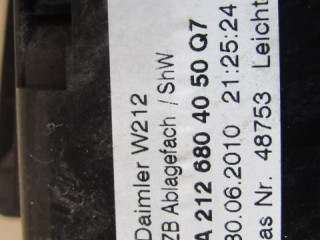 Daimler W212
ZB Ablagefach / ShW
A 212 680 40 50 Q7
30.06.2010 21:25:24
as Nr. 48753 Leicht